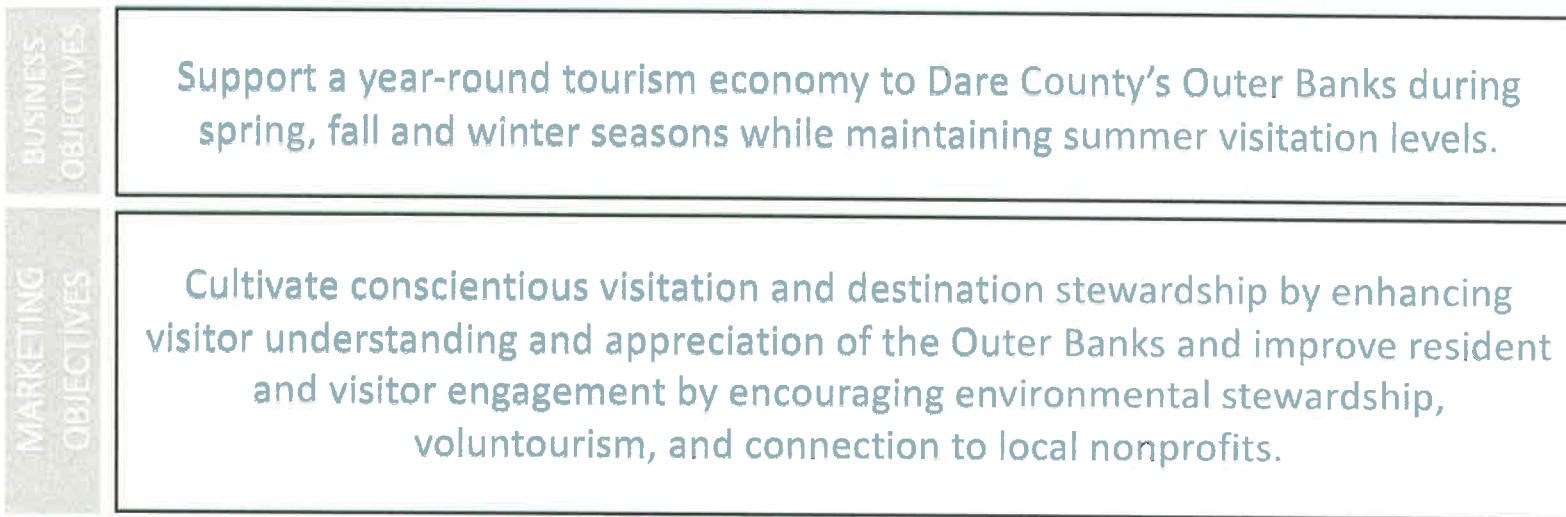 BUSINESS
OBJECTIVES
Support a year-round tourism economy to Dare County's Outer Banks during
spring, fall and winter seasons while maintaining summer visitation levels.
MARKETING
OBJECTIVES
Cultivate conscientious visitation and destination stewardship by enhancing
visitor understanding and appreciation of the Outer Banks and improve resident
and visitor engagement by encouraging environmental stewardship,
voluntourism, and connection to local nonprofits.